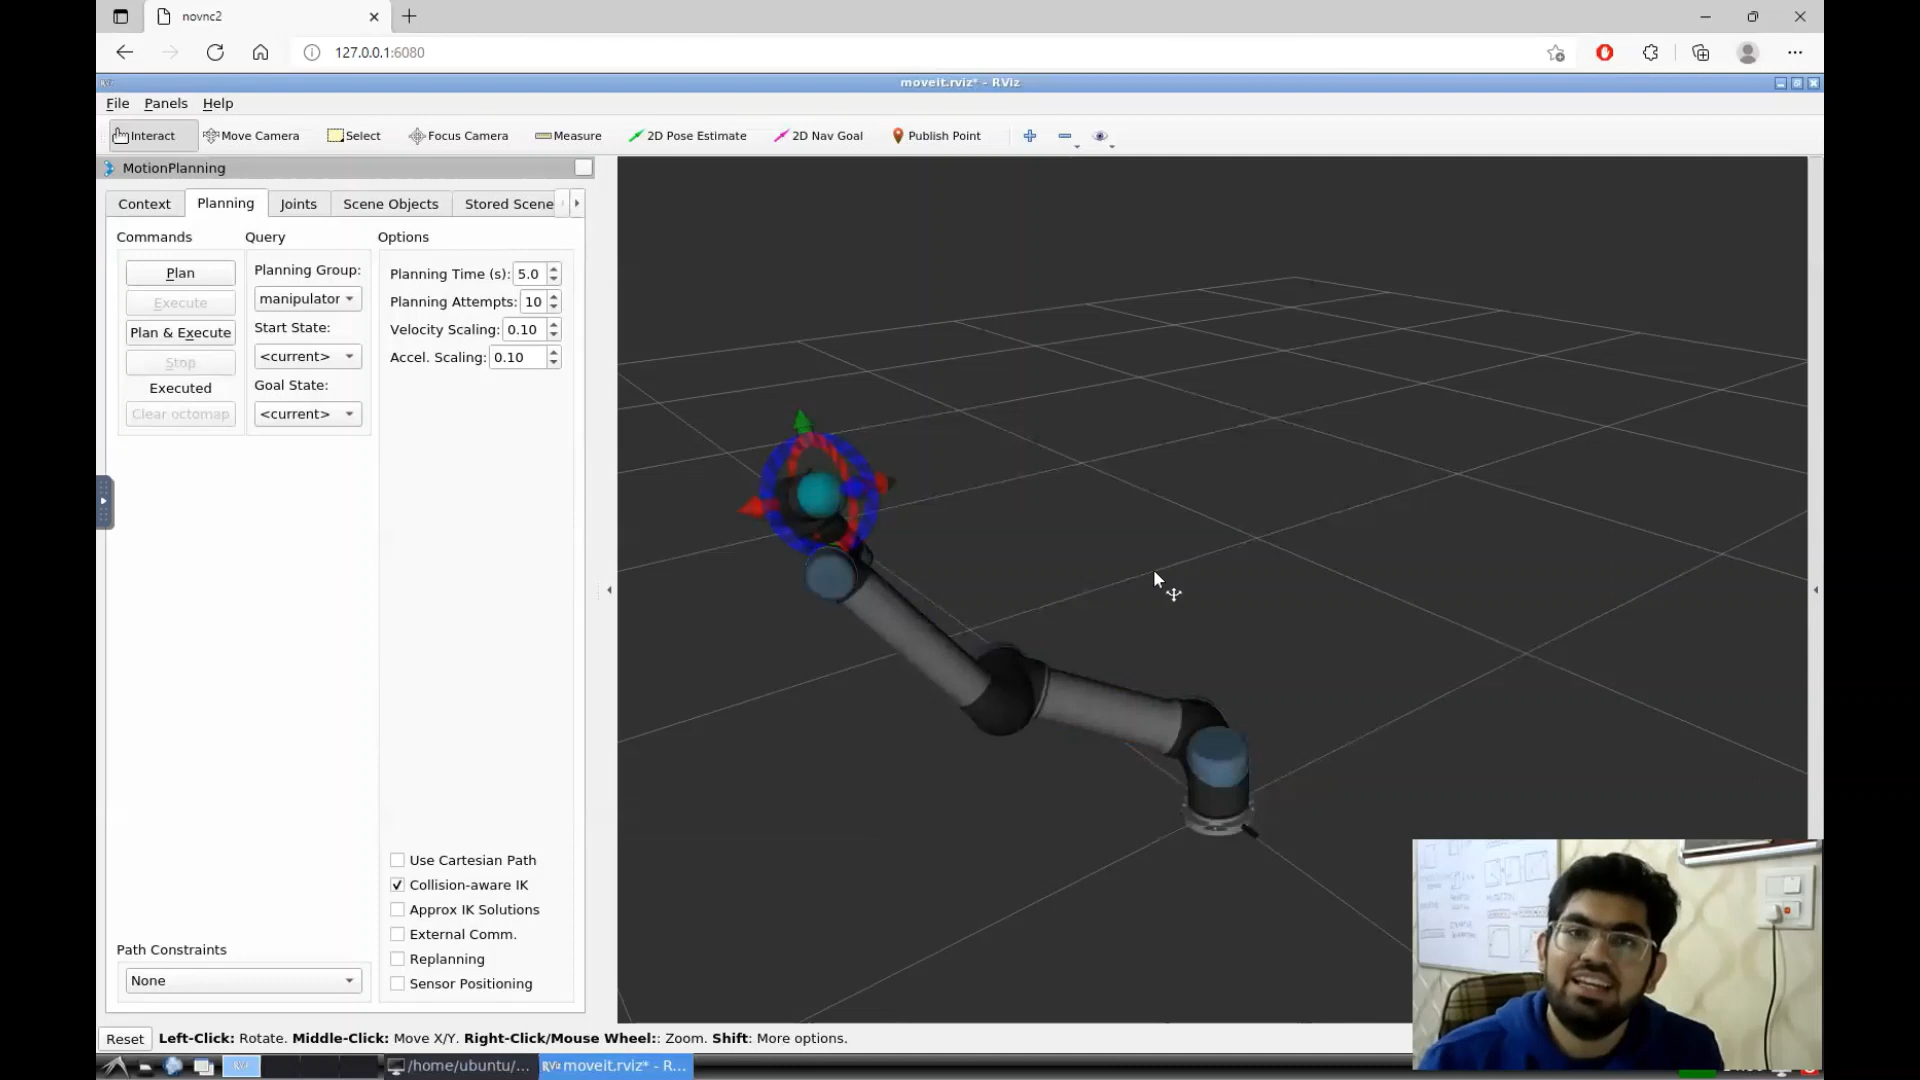 novnc2
127.0.0.1:6080
moveit.rviz* - RViz
File Panels Help
Interact Move Camera Select Focus Camera Measure 2D Pose Estimate 2D Nav Goal Publish Point
MotionPlanning
Context Planning Joints Scene Objects Stored Scene
Commands Query Options
Plan
Execute
Plan & Execute
Stop
Executed
Clear octomap
Planning Group:
manipulator
Start State:
<current>
Goal State:
<current>
Planning Time (s): 5.0
Planning Attempts: 10
Velocity Scaling: 0.10
Accel. Scaling: 0.10
Use Cartesian Path
Collision-aware IK
Approx IK Solutions
External Comm.
Replanning
Sensor Positioning
Path Constraints
None
Reset Left-Click: Rotate. Middle-Click: Move X/Y. Right-Click/Mouse Wheel:: Zoom. Shift: More options.
/home/ubuntu/... moveit.rviz* - R...